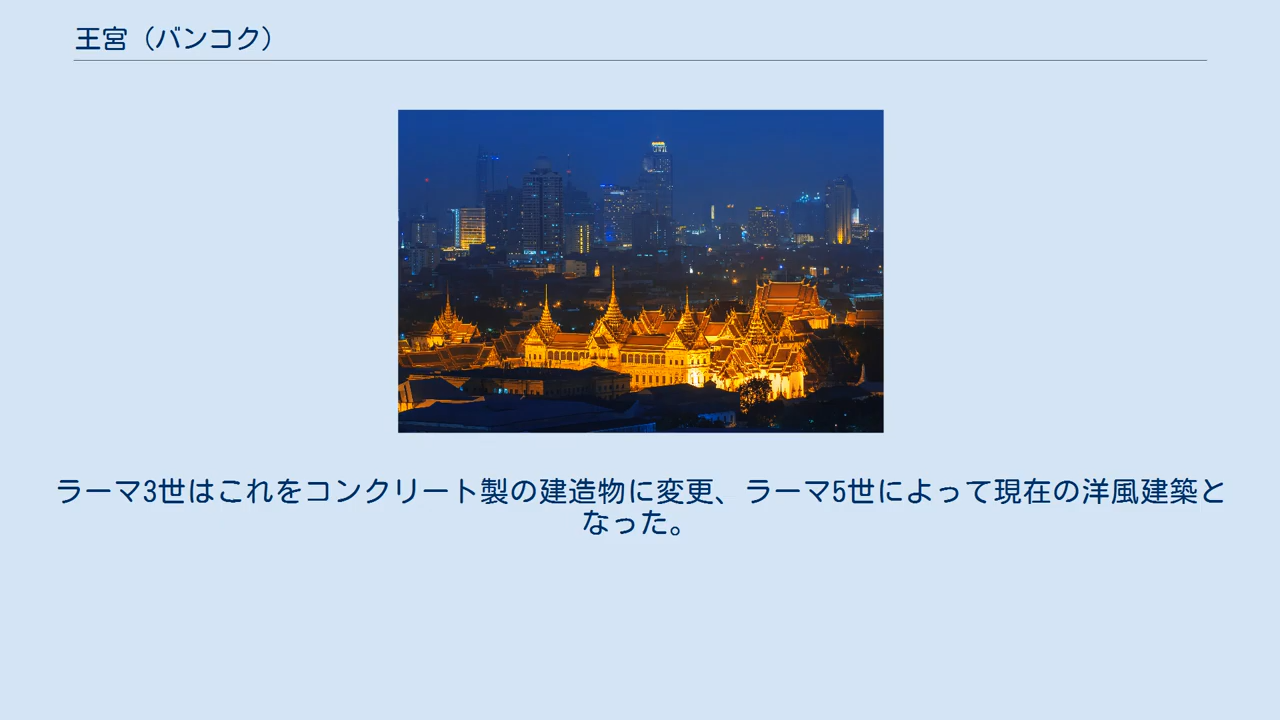 王宮（バンコク）
ラーマ3世はこれをコンクリート製の建造物に変更、ラーマ5世によって現在の洋風建築と
なった。